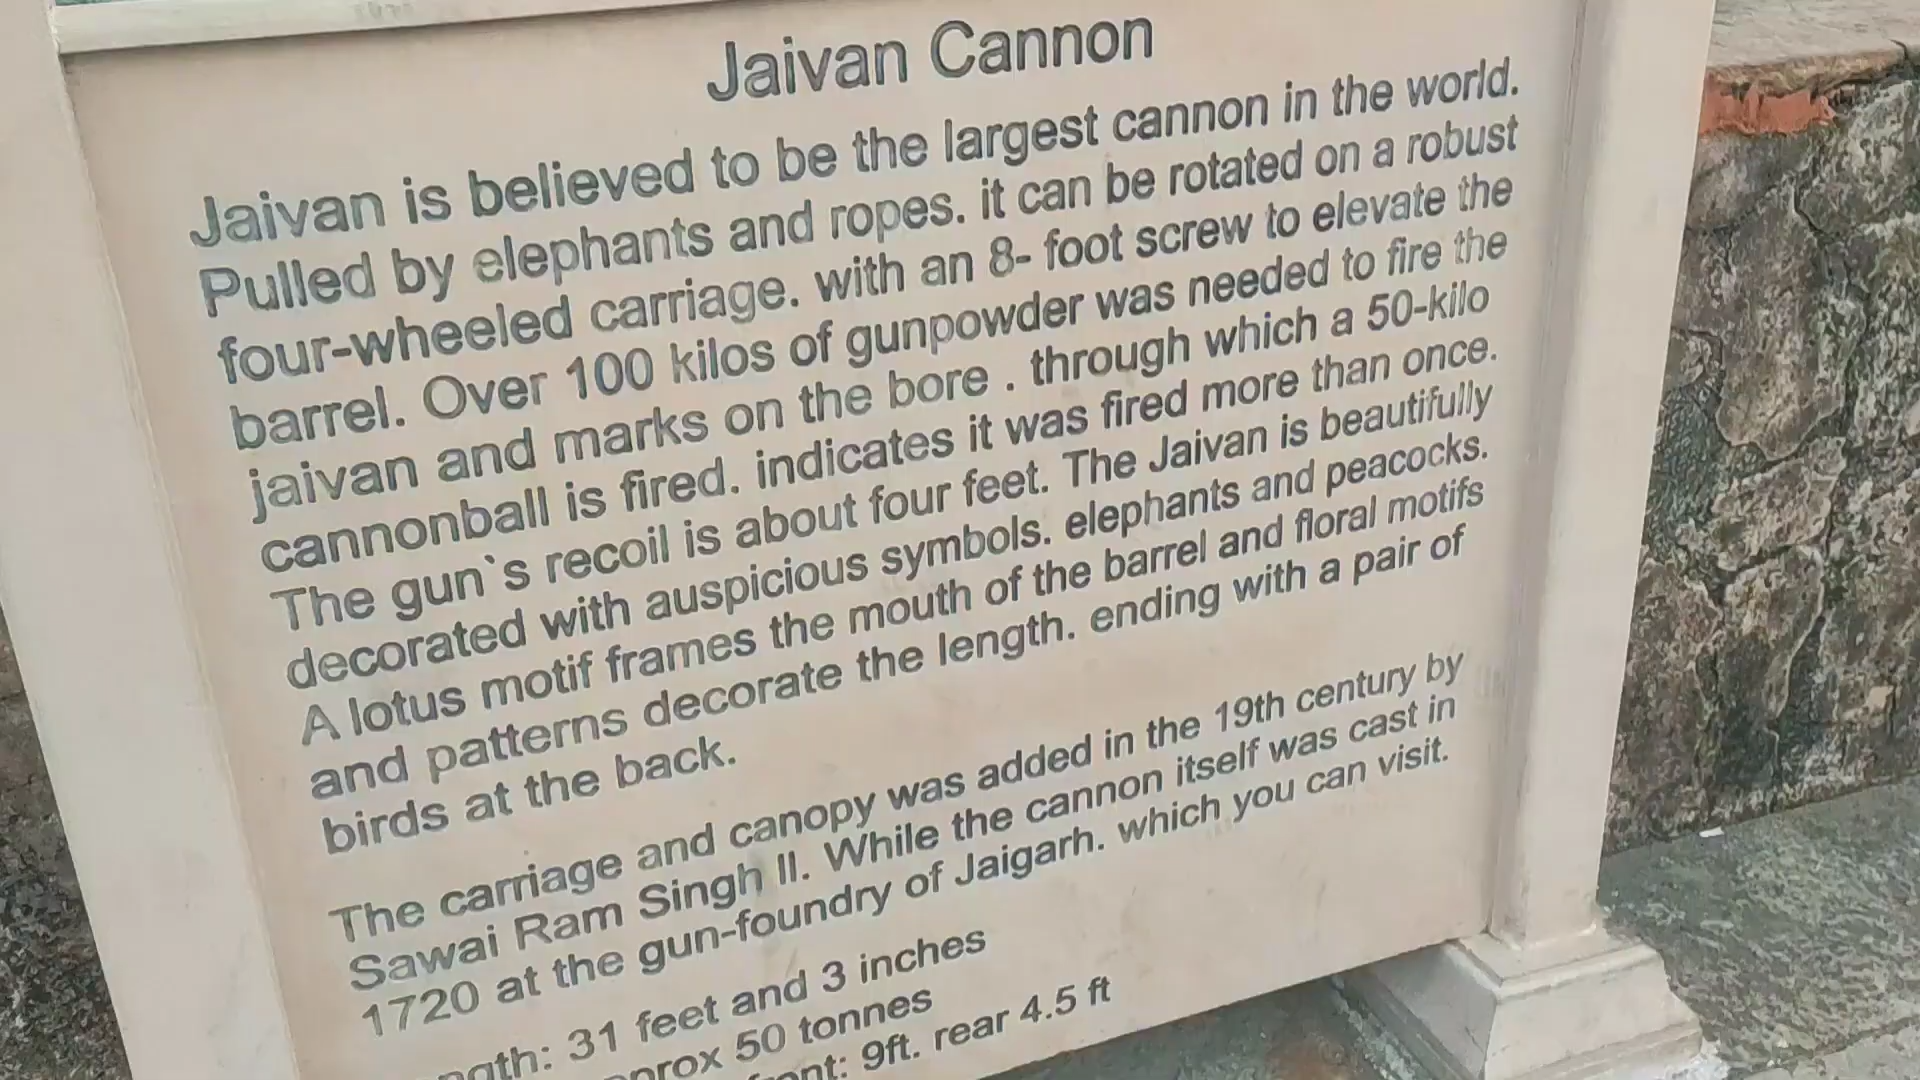 Jaivan Cannon
Jaivan is believed to be the largest cannon in the world.
Pulled by elephants and ropes. it can be rotated on a robust
four-wheeled carriage. with an 8- foot screw to elevate the
barrel. Over 100 kilos of gunpowder was needed to fire the
jaivan and marks on the bore . through which a 50-kilo
cannonball is fired. indicates it was fired more than once.
The gun`s recoil is about four feet. The Jaivan is beautifully
decorated with auspicious symbols. elephants and peacocks.
A lotus motif frames the mouth of the barrel and floral motifs
and patterns decorate the length. ending with a pair of
birds at the back.
The carriage and canopy was added in the 19th century by
Sawai Ram Singh II. While the cannon itself was cast in
1720 at the gun-foundry of Jaigarh. which you can visit.
31 feet and 3 inches
50 tonnes
9ft. rear 4.5 ft